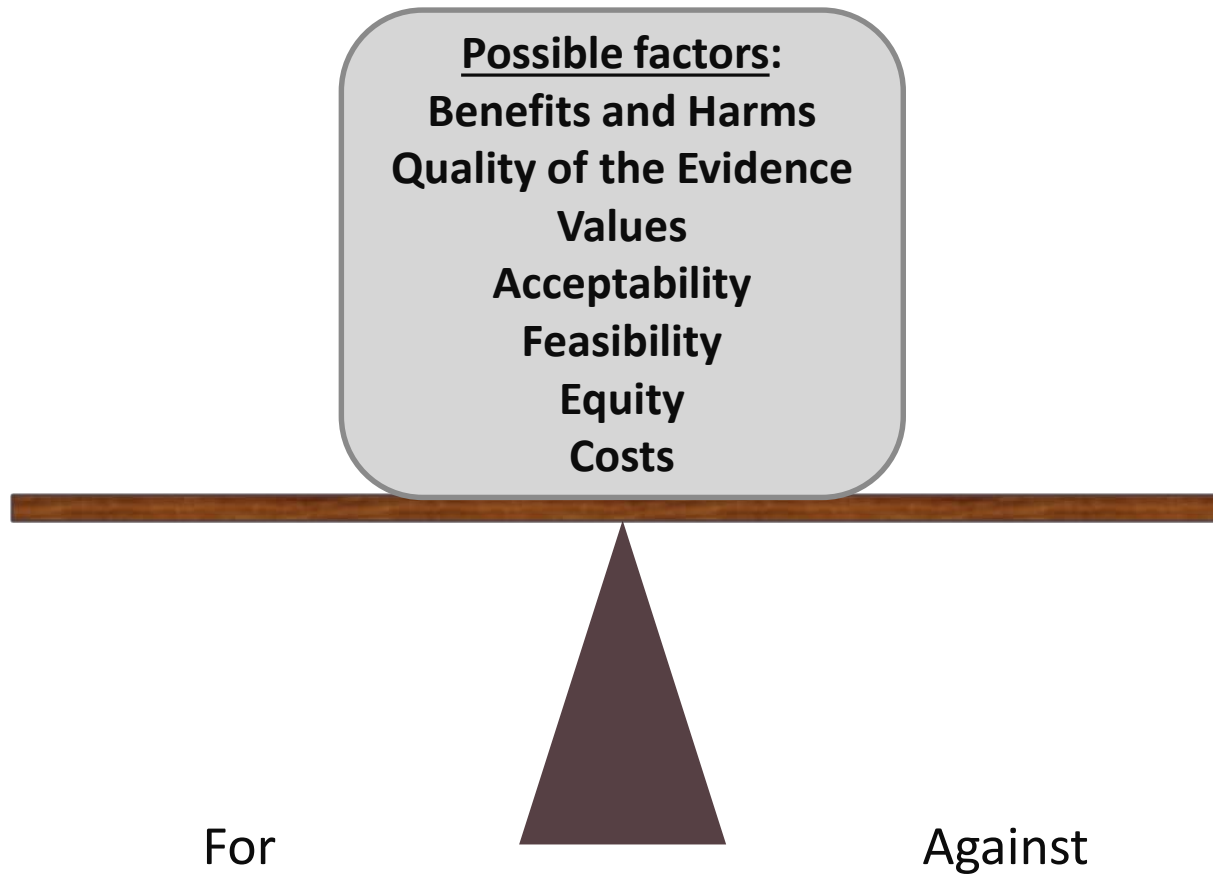 Possible factors:
Benefits and Harms
Quality of the Evidence
Values
Acceptability
Feasibility
Equity
Costs
For
Against